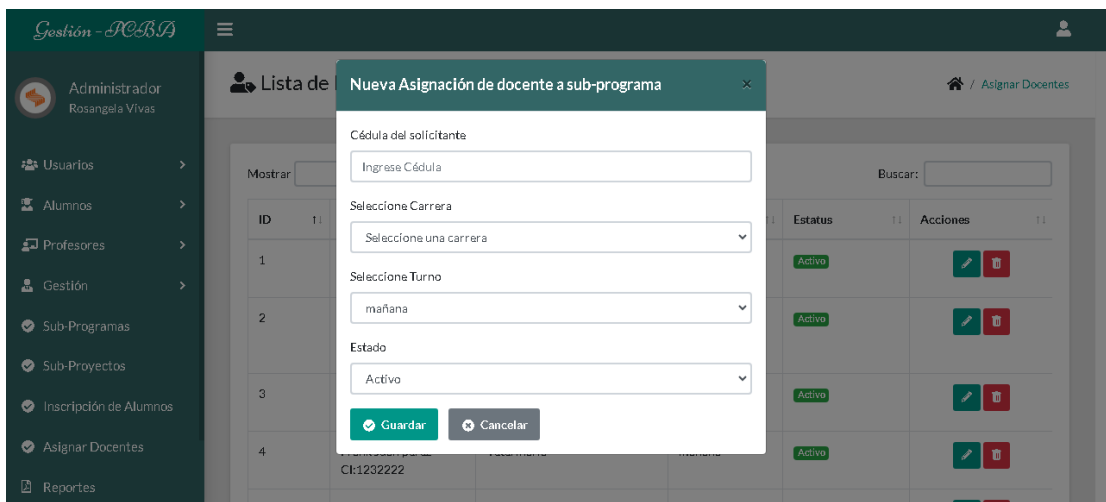 Gestión - PCBA
Administrador
Rosangela Vivas
Usuarios
Alumnos
Profesores
Gestión
Sub-Programas
Sub-Proyectos
Inscripción de Alumnos
Asignar Docentes
Reportes
Lista de
/ Asignar Docentes
Nueva Asignación de docente a sub-programa ×
Cédula del solicitante
Ingrese Cédula
Seleccione Carrera
Seleccione una carrera
Seleccione Turno
mañana
Estado
Activo
Guardar Cancelar
Mostrar Buscar:
ID Estatus Acciones
1 Activo
2 Activo
3 Activo
4 Activo
CI:1232222